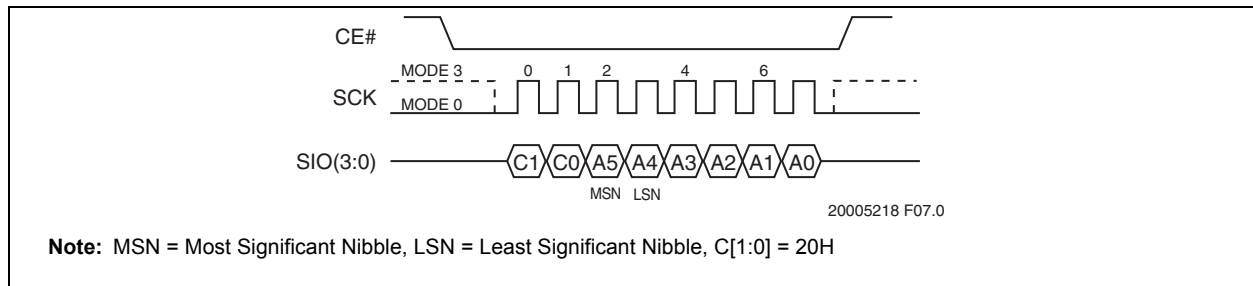 CE#
MODE 3 0 1 2 4 6
SCK
MODE 0
SIO(3:0) C1 C0 A5 A4 A3 A2 A1 A0
MSN LSN
20005218 F07.0
Note: MSN = Most Significant Nibble, LSN = Least Significant Nibble, C[1:0] = 20H